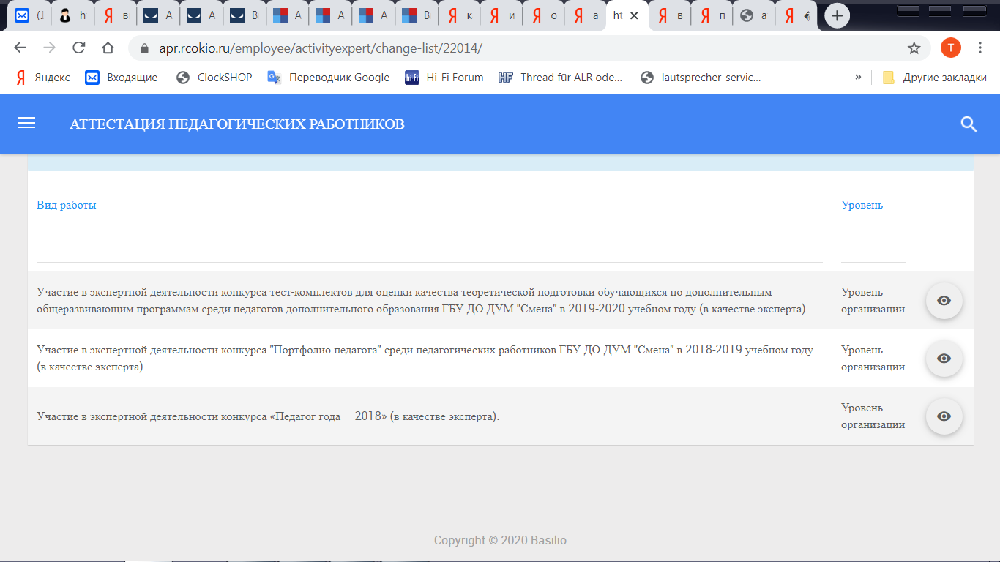 (1 h Я в А А В А А А В Я к Я и Я о Я а ht Я в Я п а Я
apr.rcokio.ru/employee/activityexpert/change-list/22014/ T
Яндекс Входящие ClockSHOP Переводчик Google Hi-Fi Forum Thread für ALR ode... lautsprecher-servic... » Другие закладки
АТТЕСТАЦИЯ ПЕДАГОГИЧЕСКИХ РАБОТНИКОВ
Вид работы Уровень
Участие в экспертной деятельности конкурса тест-комплектов для оценки качества теоретической подготовки обучающихся по дополнительным Уровень
общеразвивающим программам среди педагогов дополнительного образования ГБУ ДО ДУМ "Смена" в 2019-2020 учебном году (в качестве эксперта). организации
Участие в экспертной деятельности конкурса "Портфолио педагога" среди педагогических работников ГБУ ДО ДУМ "Смена" в 2018-2019 учебном году Уровень
(в качестве эксперта). организации
Участие в экспертной деятельности конкурса «Педагог года – 2018» (в качестве эксперта). Уровень
организации
Copyright © 2020 Basilio